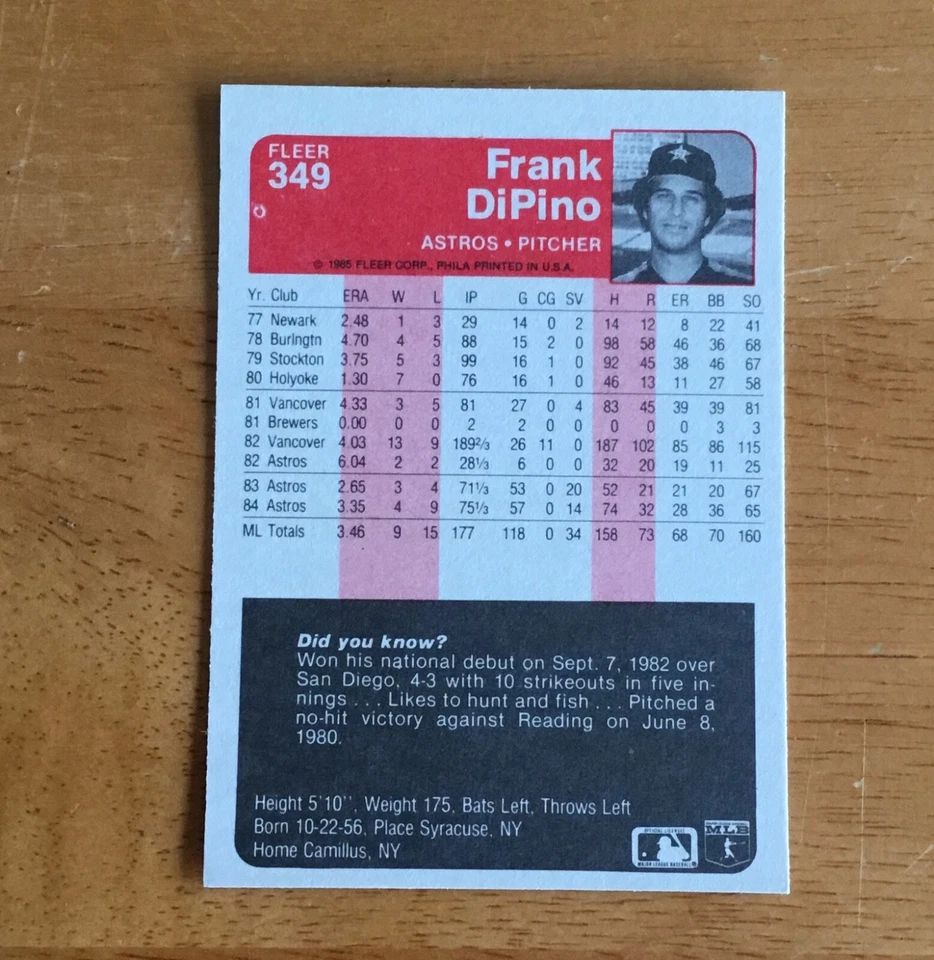 FLEER
349
Frank
DiPino
ASTROS • PITCHER
© 1985 FLEER CORP., PHILA PRINTED IN U.S.A.
Yr. Club ERA W L IP G CG SV H R ER BB SO
77 Newark 2.48 1 3 29 14 0 2 14 12 8 22 41
78 Burlngtn 4.70 4 5 88 15 2 0 98 58 46 36 68
79 Stockton 3.75 5 3 99 16 1 0 92 45 38 46 67
80 Holyoke 1.30 7 0 76 16 1 0 46 13 11 27 58
81 Vancover 4.33 3 5 81 27 0 4 83 45 39 39 81
81 Brewers 0.00 0 0 2 2 0 0 0 0 0 3 3
82 Vancover 4.03 13 9 189⅔ 26 11 0 187 102 85 86 115
82 Astros 6.04 2 2 28⅓ 6 0 0 32 20 19 11 25
83 Astros 2.65 3 4 71⅓ 53 0 20 52 21 21 20 67
84 Astros 3.35 4 9 75⅓ 57 0 14 74 32 28 36 65
ML Totals 3.46 9 15 177 118 0 34 158 73 68 70 160
Did you know?
Won his national debut on Sept. 7, 1982 over
San Diego, 4-3 with 10 strikeouts in five in-
nings . . . Likes to hunt and fish . . . Pitched a
no-hit victory against Reading on June 8,
1980.
Height 5'10'', Weight 175, Bats Left, Throws Left
Born 10-22-56, Place Syracuse, NY
Home Camillus, NY
OFFICIAL LICENSEE
MAJOR LEAGUE BASEBALL
MLB